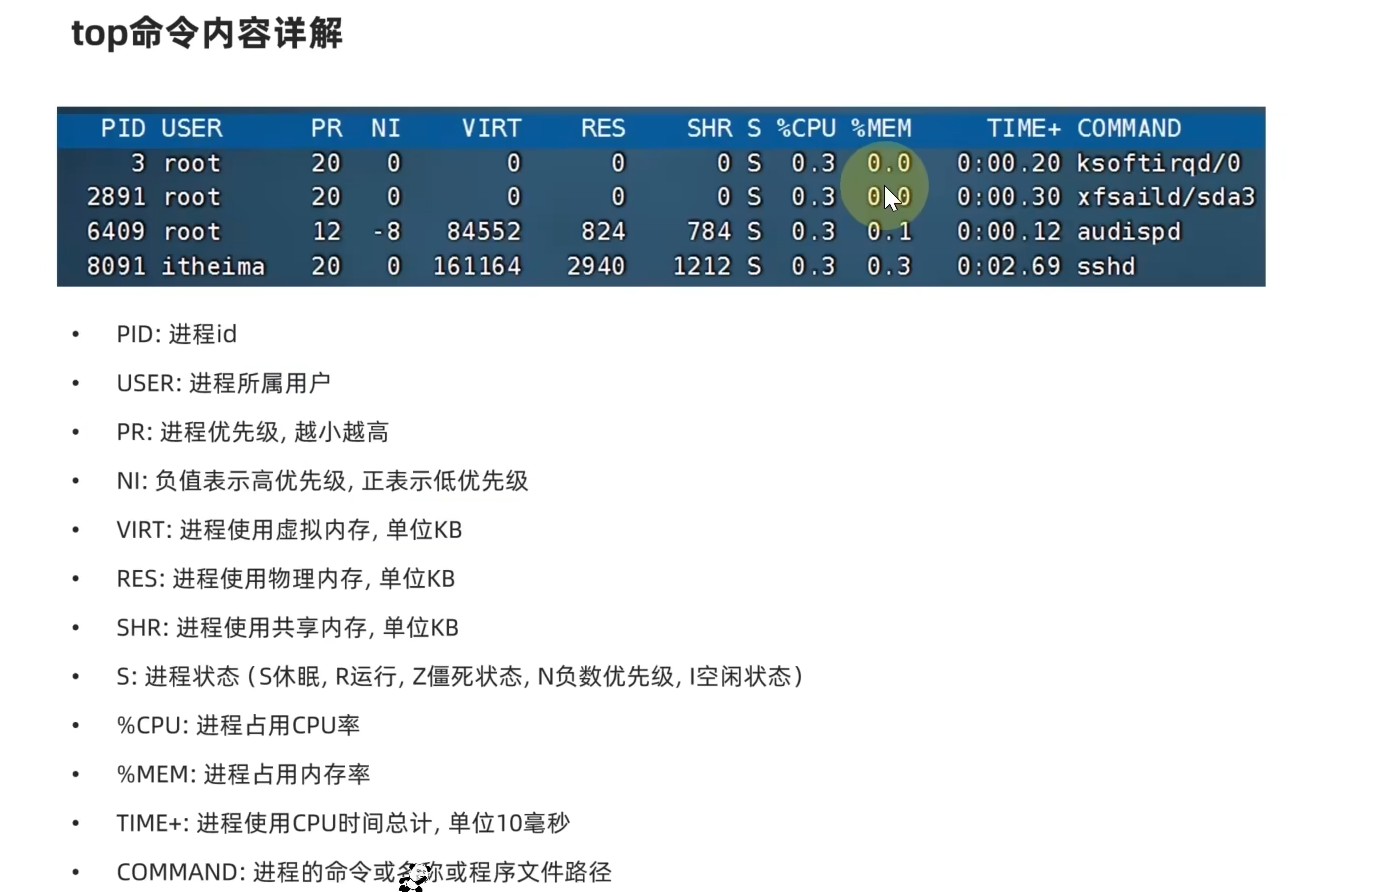 top命令内容详解
PID USER PR NI VIRT RES SHR S %CPU %MEM TIME+ COMMAND
3 root 20 0 0 0 0 S 0.3 0.0 0:00.20 ksoftirqd/0
2891 root 20 0 0 0 0 S 0.3 0.0 0:00.30 xfsaild/sda3
6409 root 12 -8 84552 824 784 S 0.3 0.1 0:00.12 audispd
8091 itheima 20 0 161164 2940 1212 S 0.3 0.3 0:02.69 sshd
• PID: 进程id
• USER: 进程所属用户
• PR: 进程优先级, 越小越高
• NI: 负值表示高优先级, 正表示低优先级
• VIRT: 进程使用虚拟内存, 单位KB
• RES: 进程使用物理内存, 单位KB
• SHR: 进程使用共享内存, 单位KB
• S: 进程状态 (S休眠, R运行, Z僵死状态, N负数优先级, I空闲状态)
• %CPU: 进程占用CPU率
• %MEM: 进程占用内存率
• TIME+: 进程使用CPU时间总计, 单位10毫秒
• COMMAND: 进程的命令或名称或程序文件路径